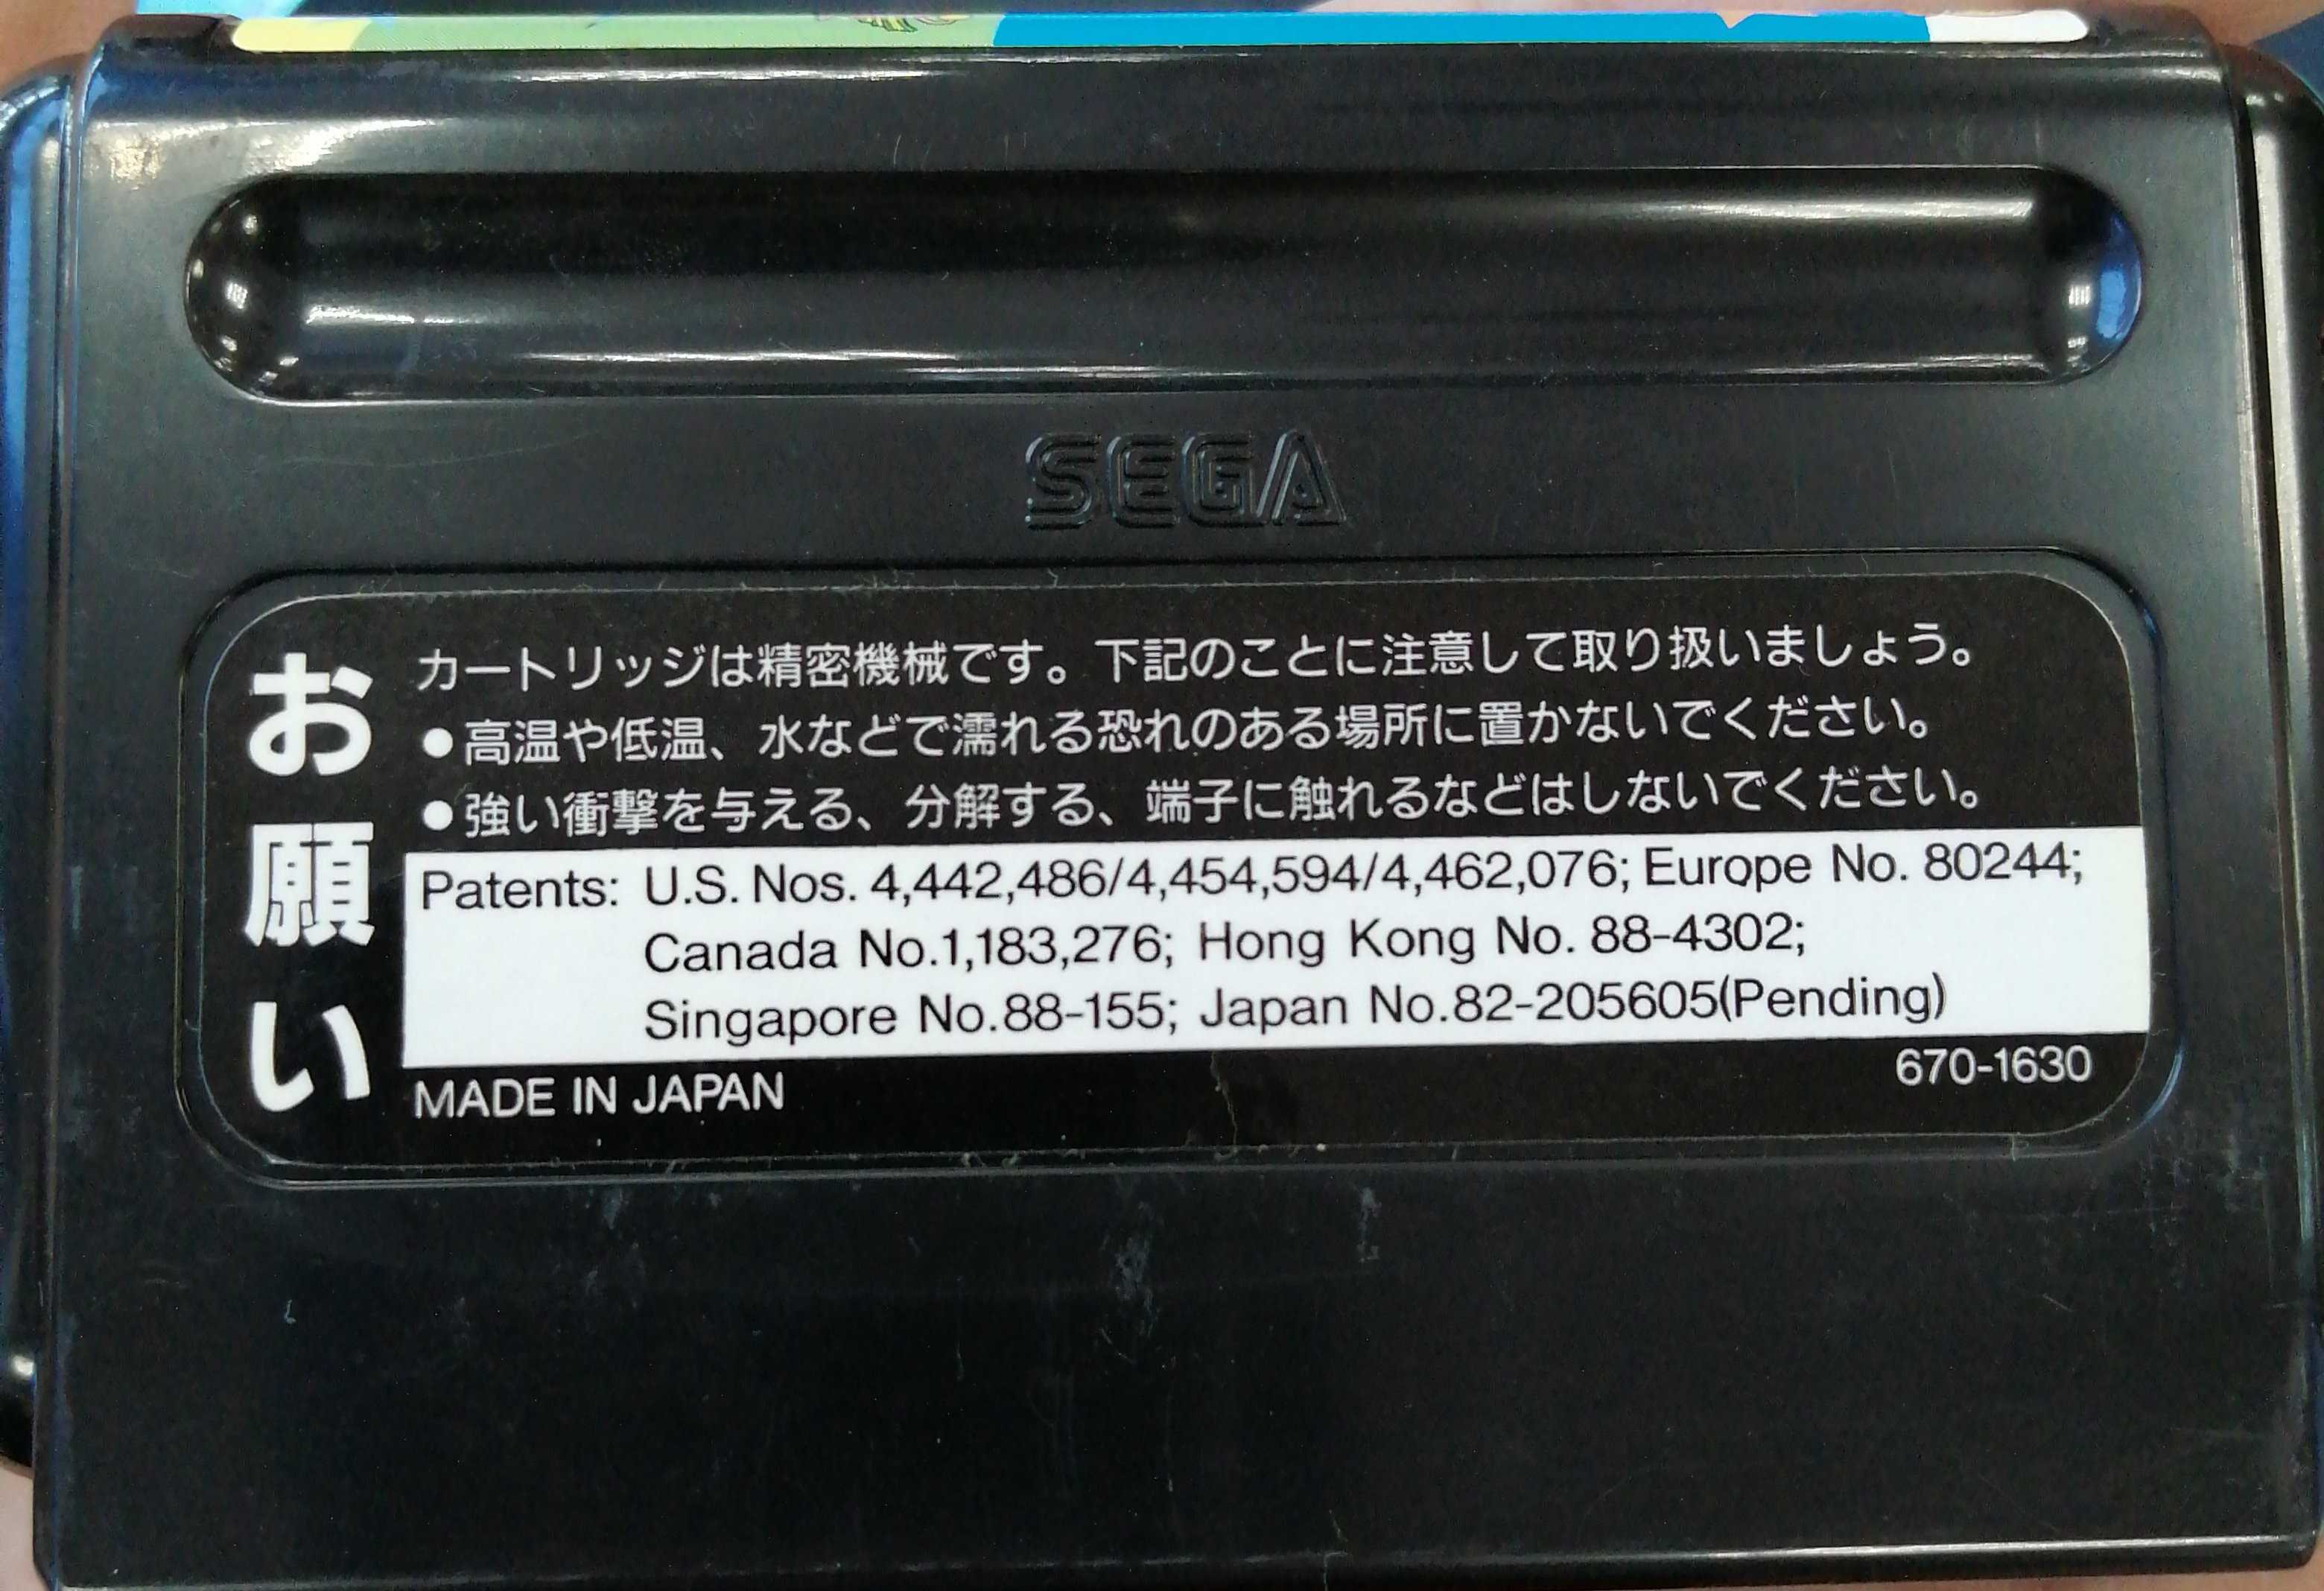 SEGA
お願い
カートリッジは精密機械です。下記のことに注意して取り扱いましょう。
●高温や低温、水などで濡れる恐れのある場所に置かないでください。
●強い衝撃を与える、分解する、端子に触れるなどはしないでください。
Patents: U.S. Nos. 4,442,486/4,454,594/4,462,076; Europe No. 80244;
Canada No.1,183,276; Hong Kong No. 88-4302;
Singapore No.88-155; Japan No.82-205605(Pending)
MADE IN JAPAN
670-1630